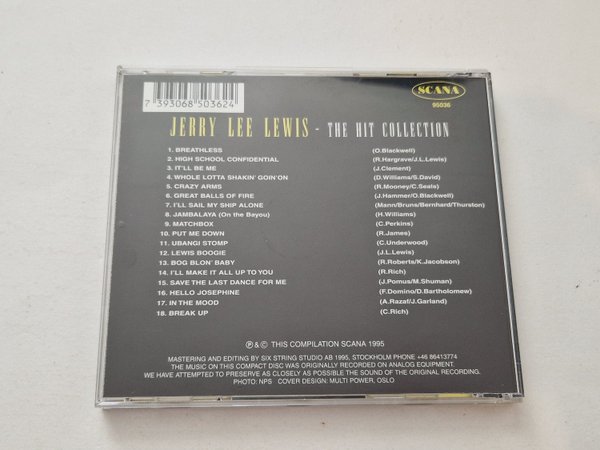 7 393068 503624
SCANA
95036
JERRY LEE LEWIS - THE HIT COLLECTION
1. BREATHLESS (O.Blackwell)
2. HIGH SCHOOL CONFIDENTIAL (R.Hargrave/J.L.Lewis)
3. IT'LL BE ME (J.Clement)
4. WHOLE LOTTA SHAKIN' GOIN'ON (D.Williams/S.David)
5. CRAZY ARMS (R.Mooney/C.Seals)
6. GREAT BALLS OF FIRE (J.Hammer/O.Blackwell)
7. I'LL SAIL MY SHIP ALONE (Mann/Bruns/Bernhard/Thurston)
8. JAMBALAYA (On the Bayou) (H.Williams)
9. MATCHBOX (C.Perkins)
10. PUT ME DOWN (R.James)
11. UBANGI STOMP (C.Underwood)
12. LEWIS BOOGIE (J.L.Lewis)
13. BOG BLON' BABY (R.Roberts/K.Jacobson)
14. I'LL MAKE IT ALL UP TO YOU (R.Rich)
15. SAVE THE LAST DANCE FOR ME (J.Pomus/M.Shuman)
16. HELLO JOSEPHINE (F.Domino/D.Bartholomew)
17. IN THE MOOD (A.Razaf/J.Garland)
18. BREAK UP (C.Rich)
℗ & © THIS COMPILATION SCANA 1995
MASTERING AND EDITING BY SIX STRING STUDIO AB 1995, STOCKHOLM PHONE +46 86413774
THE MUSIC ON THIS COMPACT DISC WAS ORIGINALLY RECORDED ON ANALOG EQUIPMENT.
WE HAVE ATTEMPTED TO PRESERVE AS CLOSELY AS POSSIBLE THE SOUND OF THE ORIGINAL RECORDING.
PHOTO: NPS COVER DESIGN: MULTI POWER, OSLO